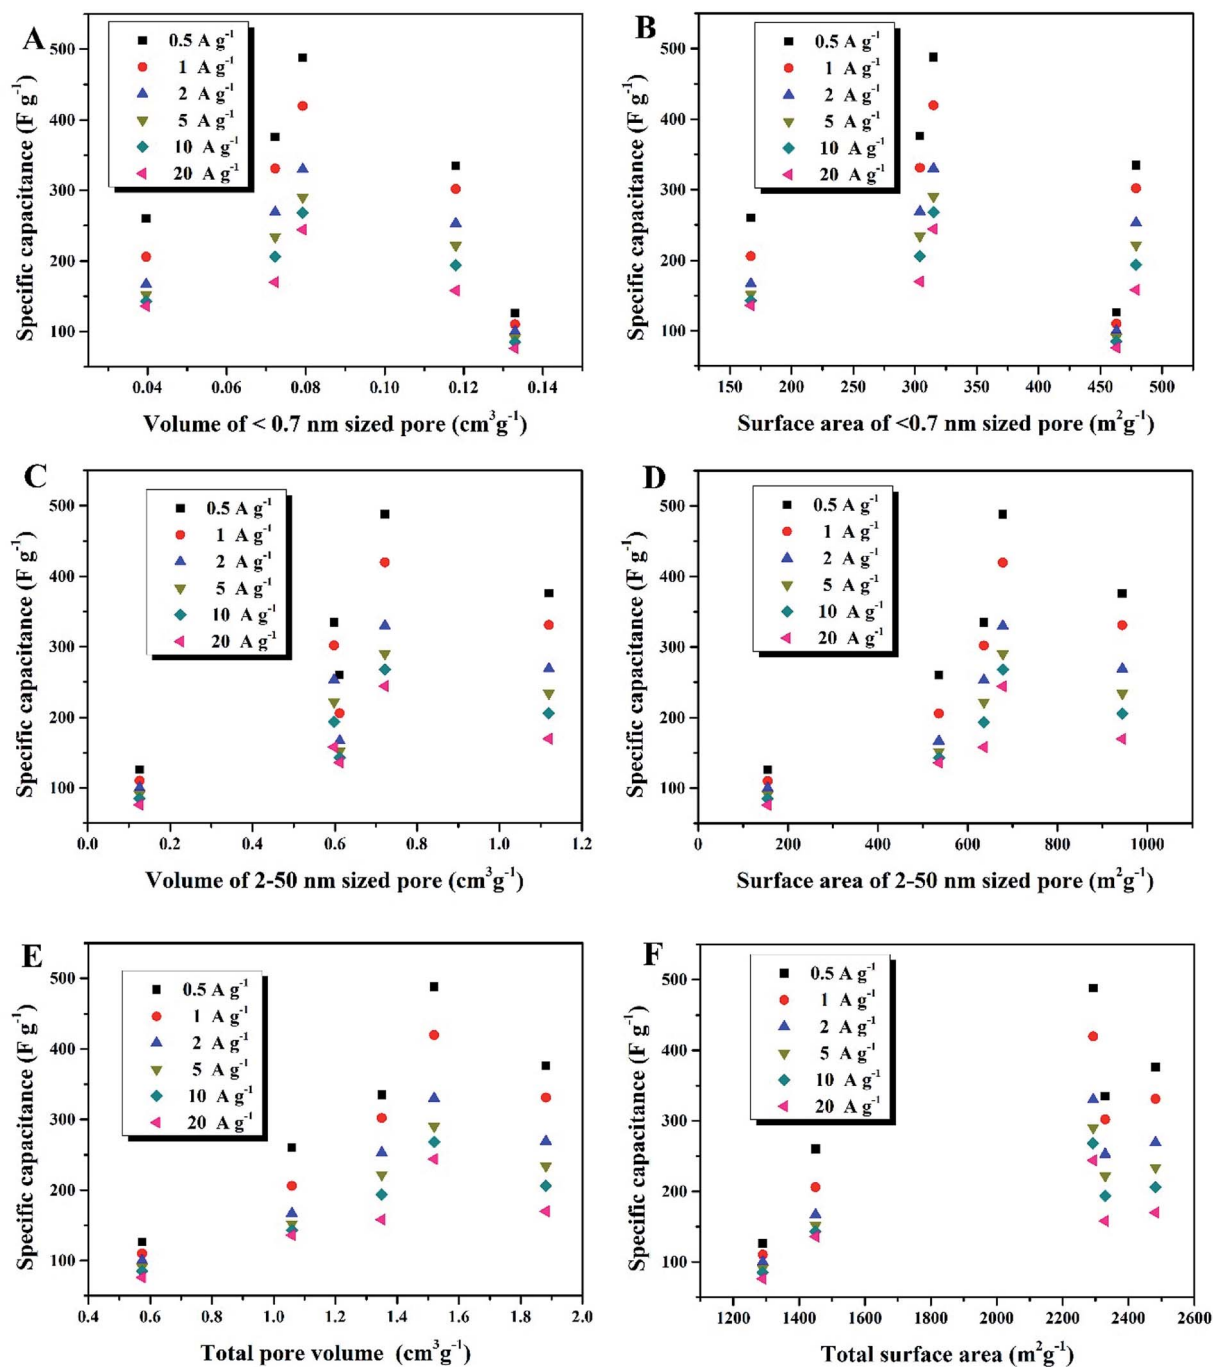 A
0.5 A g⁻¹
1 A g⁻¹
2 A g⁻¹
5 A g⁻¹
10 A g⁻¹
20 A g⁻¹
500
400
300
200
100
Specific capacitance (F g⁻¹)
0.04 0.06 0.08 0.10 0.12 0.14
Volume of < 0.7 nm sized pore (cm³g⁻¹)
B
0.5 A g⁻¹
1 A g⁻¹
2 A g⁻¹
5 A g⁻¹
10 A g⁻¹
20 A g⁻¹
500
400
300
200
100
Specific capacitance (F g⁻¹)
150 200 250 300 350 400 450 500
Surface area of <0.7 nm sized pore (m²g⁻¹)
C
0.5 A g⁻¹
1 A g⁻¹
2 A g⁻¹
5 A g⁻¹
10 A g⁻¹
20 A g⁻¹
500
400
300
200
100
Specific capacitance (F g⁻¹)
0.0 0.2 0.4 0.6 0.8 1.0 1.2
Volume of 2-50 nm sized pore (cm³g⁻¹)
D
0.5 A g⁻¹
1 A g⁻¹
2 A g⁻¹
5 A g⁻¹
10 A g⁻¹
20 A g⁻¹
500
400
300
200
100
Specific capacitance (F g⁻¹)
0 200 400 600 800 1000
Surface area of 2-50 nm sized pore (m²g⁻¹)
E
0.5 A g⁻¹
1 A g⁻¹
2 A g⁻¹
5 A g⁻¹
10 A g⁻¹
20 A g⁻¹
500
400
300
200
100
Specific capacitance (F g⁻¹)
0.4 0.6 0.8 1.0 1.2 1.4 1.6 1.8 2.0
Total pore volume (cm³g⁻¹)
F
0.5 A g⁻¹
1 A g⁻¹
2 A g⁻¹
5 A g⁻¹
10 A g⁻¹
20 A g⁻¹
500
400
300
200
100
Specific capacitance (F g⁻¹)
1200 1400 1600 1800 2000 2200 2400 2600
Total surface area (m²g⁻¹)